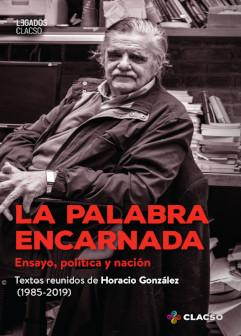 LEGADOS
CLACSO
LA PALABRA
ENCARNADA
Ensayo, política y nación
Textos reunidos de Horacio González
(1985-2019)
CLACSO